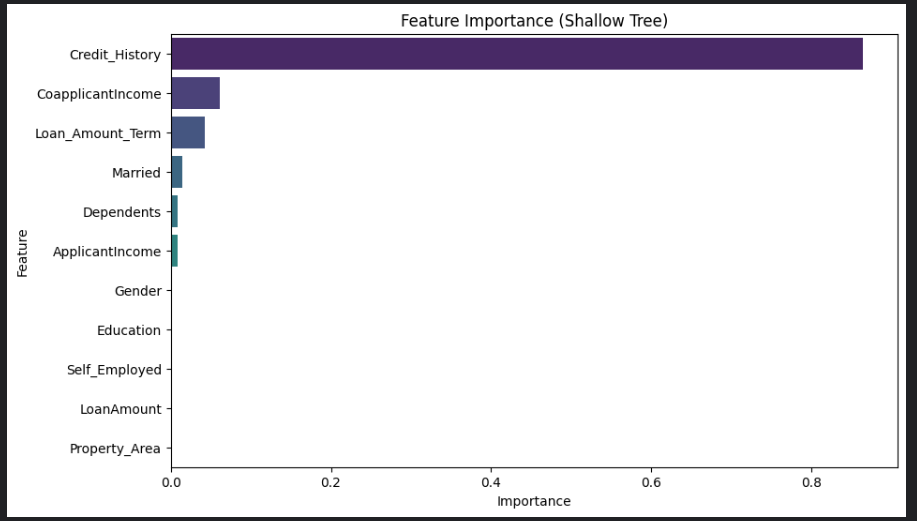 Feature Importance (Shallow Tree)
Credit_History
CoapplicantIncome
Loan_Amount_Term
Married
Dependents
ApplicantIncome
Gender
Education
Self_Employed
LoanAmount
Property_Area
Feature
0.0 0.2 0.4 0.6 0.8
Importance